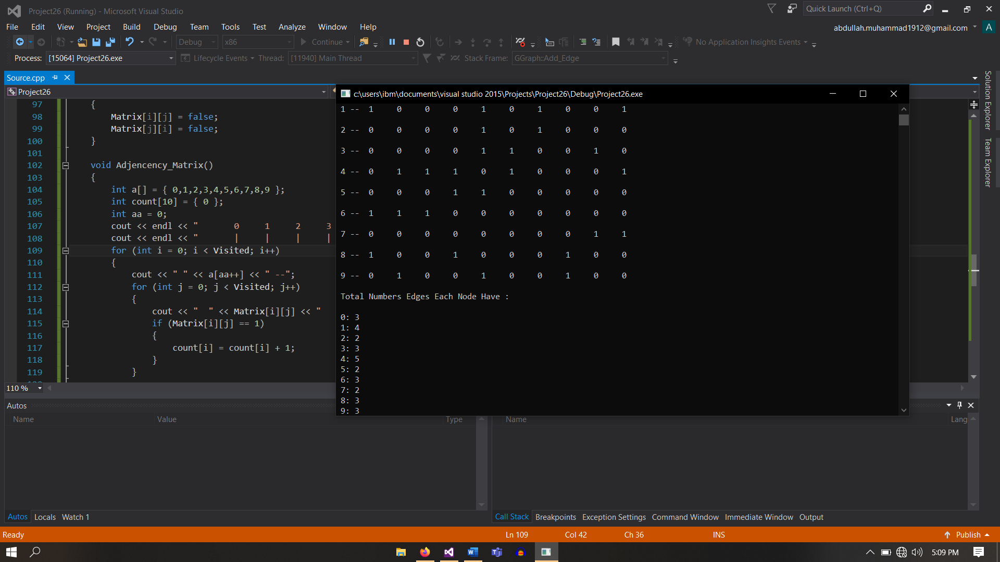 Project26 (Running) - Microsoft Visual Studio
Quick Launch (Ctrl+Q)
File Edit View Project Build Debug Team Tools Test Analyze Window Help
abdullah.muhammad1912@gmail.com A
Debug x86 Continue No Application Insights Events
Process: [15064] Project26.exe Lifecycle Events Thread: [11940] Main Thread Stack Frame: GGraph::Add_Edge
Source.cpp
Project26
97 {
98 Matrix[i][j] = false;
99 Matrix[j][i] = false;
100 }
101
102 void Adjencency_Matrix()
103 {
104 int a[] = { 0,1,2,3,4,5,6,7,8,9 };
105 int count[10] = { 0 };
106 int aa = 0;
107 cout << endl << " 0 1 2 3
108 cout << endl << " | | | |
109 for (int i = 0; i < Visited; i++)
110 {
111 cout << " " << a[aa++] << " --";
112 for (int j = 0; j < Visited; j++)
113 {
114 cout << "  " << Matrix[i][j] << "
115 if (Matrix[i][j] == 1)
116 {
117 count[i] = count[i] + 1;
118 }
119 }
110 %
c:\users\ibm\documents\visual studio 2015\Projects\Project26\Debug\Project26.exe
1 -- 1 0 0 0 1 0 1 0 0 1
2 -- 0 0 0 0 1 0 1 0 0 0
3 -- 0 0 0 0 1 1 0 0 1 0
4 -- 0 1 1 1 0 1 0 0 0 1
5 -- 0 0 0 1 1 0 0 0 0 0
6 -- 1 1 1 0 0 0 0 0 0 0
7 -- 0 0 0 0 0 0 0 0 1 1
8 -- 1 0 0 1 0 0 0 1 0 0
9 -- 0 1 0 0 1 0 0 1 0 0
Total Numbers Edges Each Node Have :
0: 3
1: 4
2: 2
3: 3
4: 5
5: 2
6: 3
7: 2
8: 3
9: 3
Solution Explorer
Team Explorer
Autos
Name Value Type
Name Lang
Autos Locals Watch 1
Call Stack Breakpoints Exception Settings Command Window Immediate Window Output
Ready Ln 109 Col 42 Ch 36 INS Publish
5:09 PM